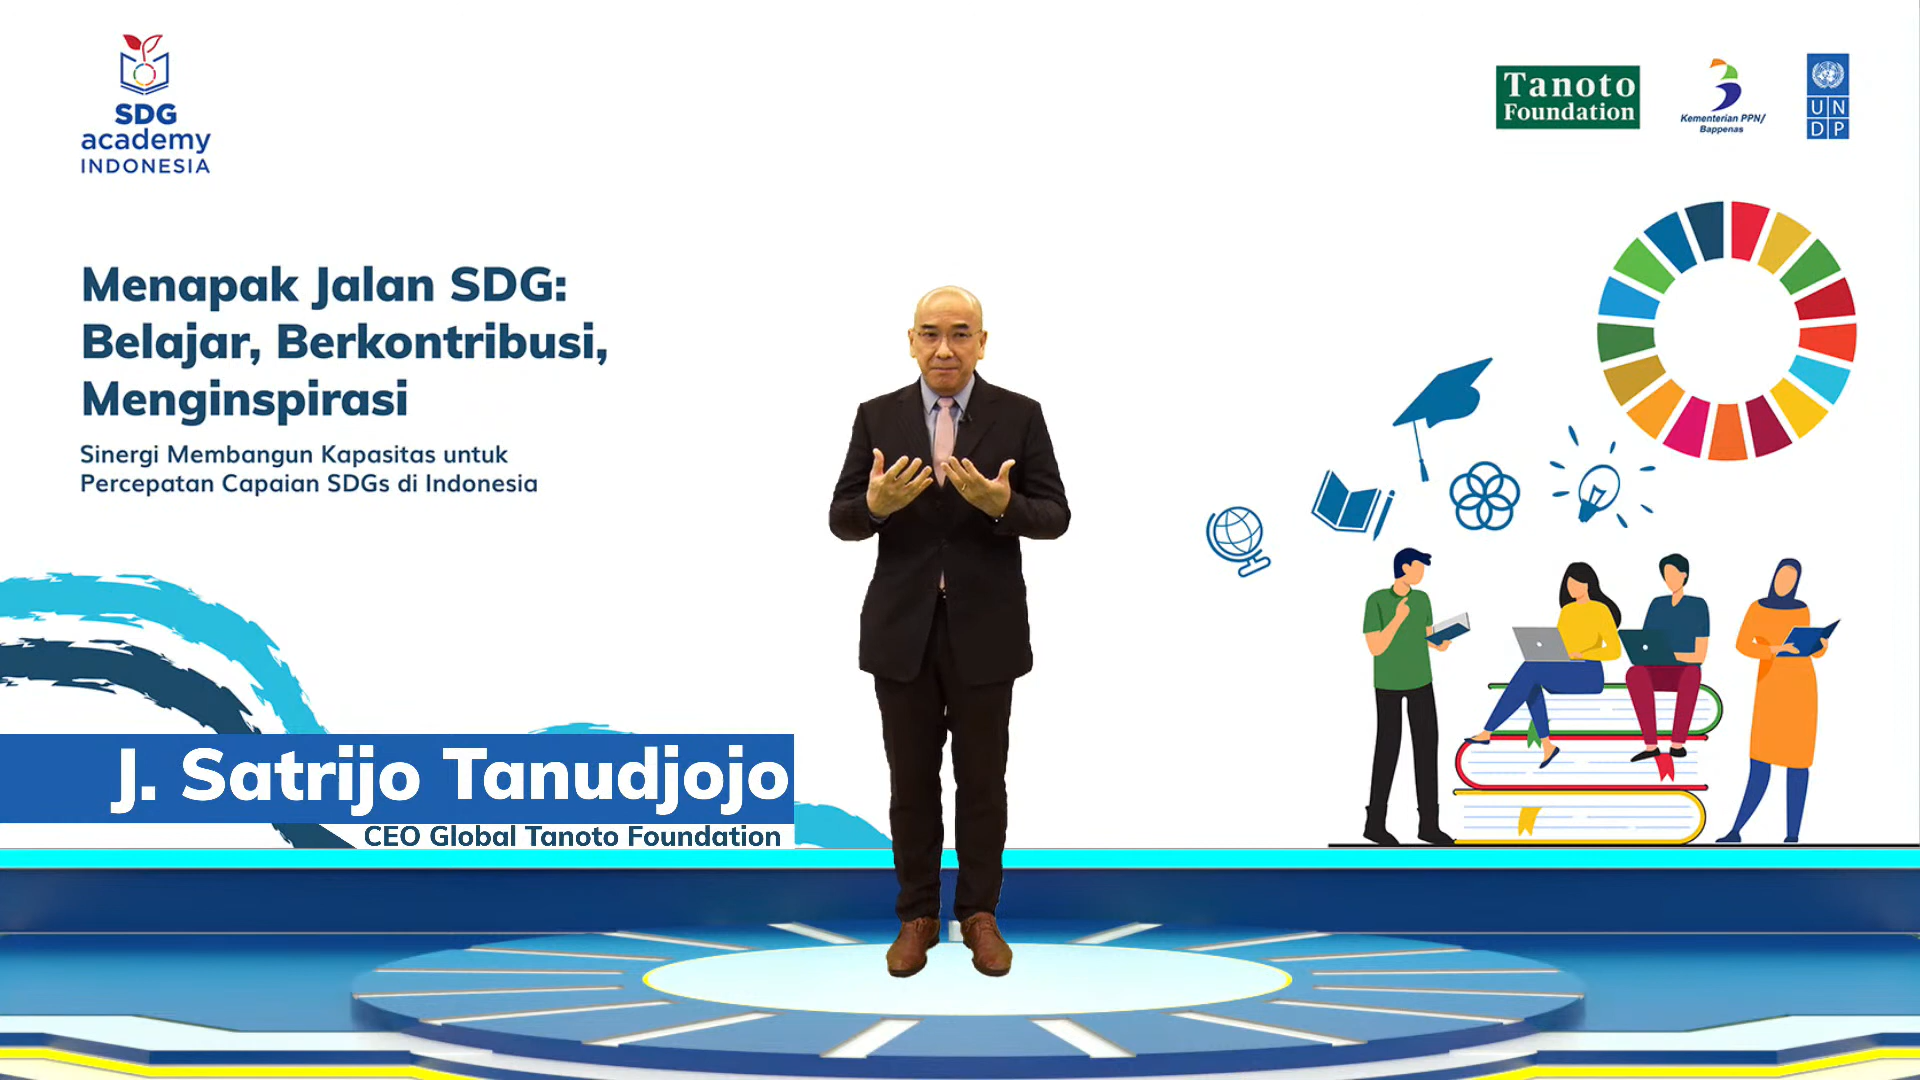 SDG
academy
INDONESIA
Tanoto
Foundation
Kementerian PPN/
Bappenas
U N
D P
Menapak Jalan SDG:
Belajar, Berkontribusi,
Menginspirasi
Sinergi Membangun Kapasitas untuk
Percepatan Capaian SDGs di Indonesia
J. Satrijo Tanudjojo
CEO Global Tanoto Foundation